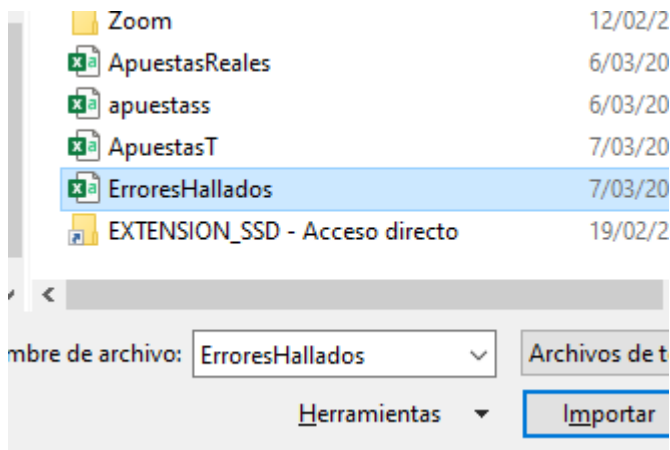 Zoom 12/02/2
ApuestasReales 6/03/20
apuestass 6/03/20
ApuestasT 7/03/20
ErroresHallados 7/03/20
EXTENSION_SSD - Acceso directo 19/02/2
mbre de archivo: ErroresHallados Archivos de t
Herramientas Importar